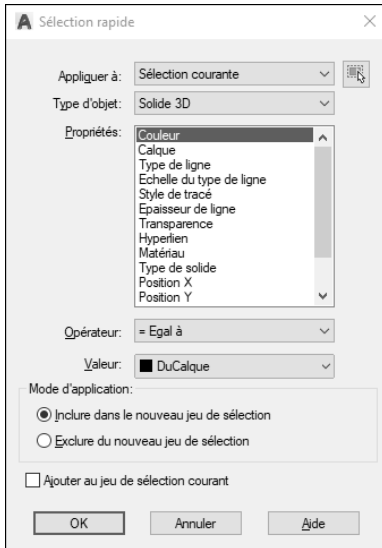 A Sélection rapide
Appliquer à: Sélection courante
Type d'objet: Solide 3D
Propriétés: Couleur
Calque
Type de ligne
Echelle du type de ligne
Style de tracé
Epaisseur de ligne
Transparence
Hyperlien
Matériau
Type de solide
Position X
Position Y
Opérateur: = Egal à
Valeur: DuCalque
Mode d'application:
Inclure dans le nouveau jeu de sélection
Exclure du nouveau jeu de sélection
Ajouter au jeu de sélection courant
OK Annuler Aide